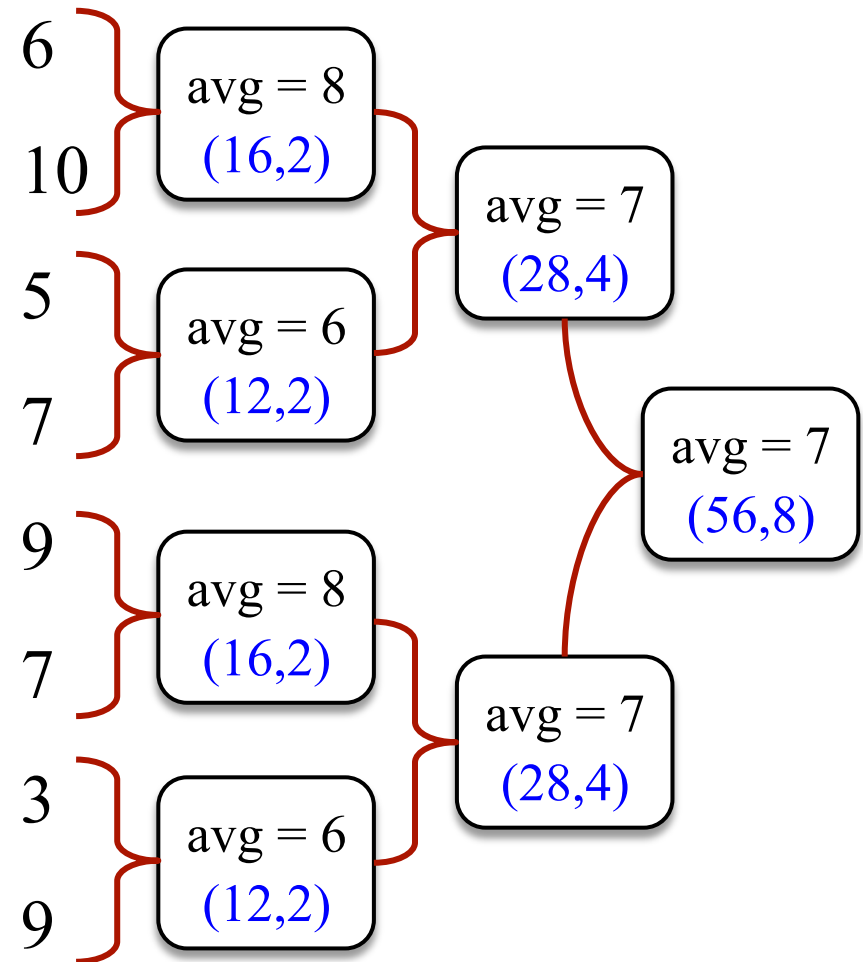 6
10
5
7
9
7
3
9
avg = 8
(16,2)
avg = 6
(12,2)
avg = 8
(16,2)
avg = 6
(12,2)
avg = 7
(28,4)
avg = 7
(28,4)
avg = 7
(56,8)